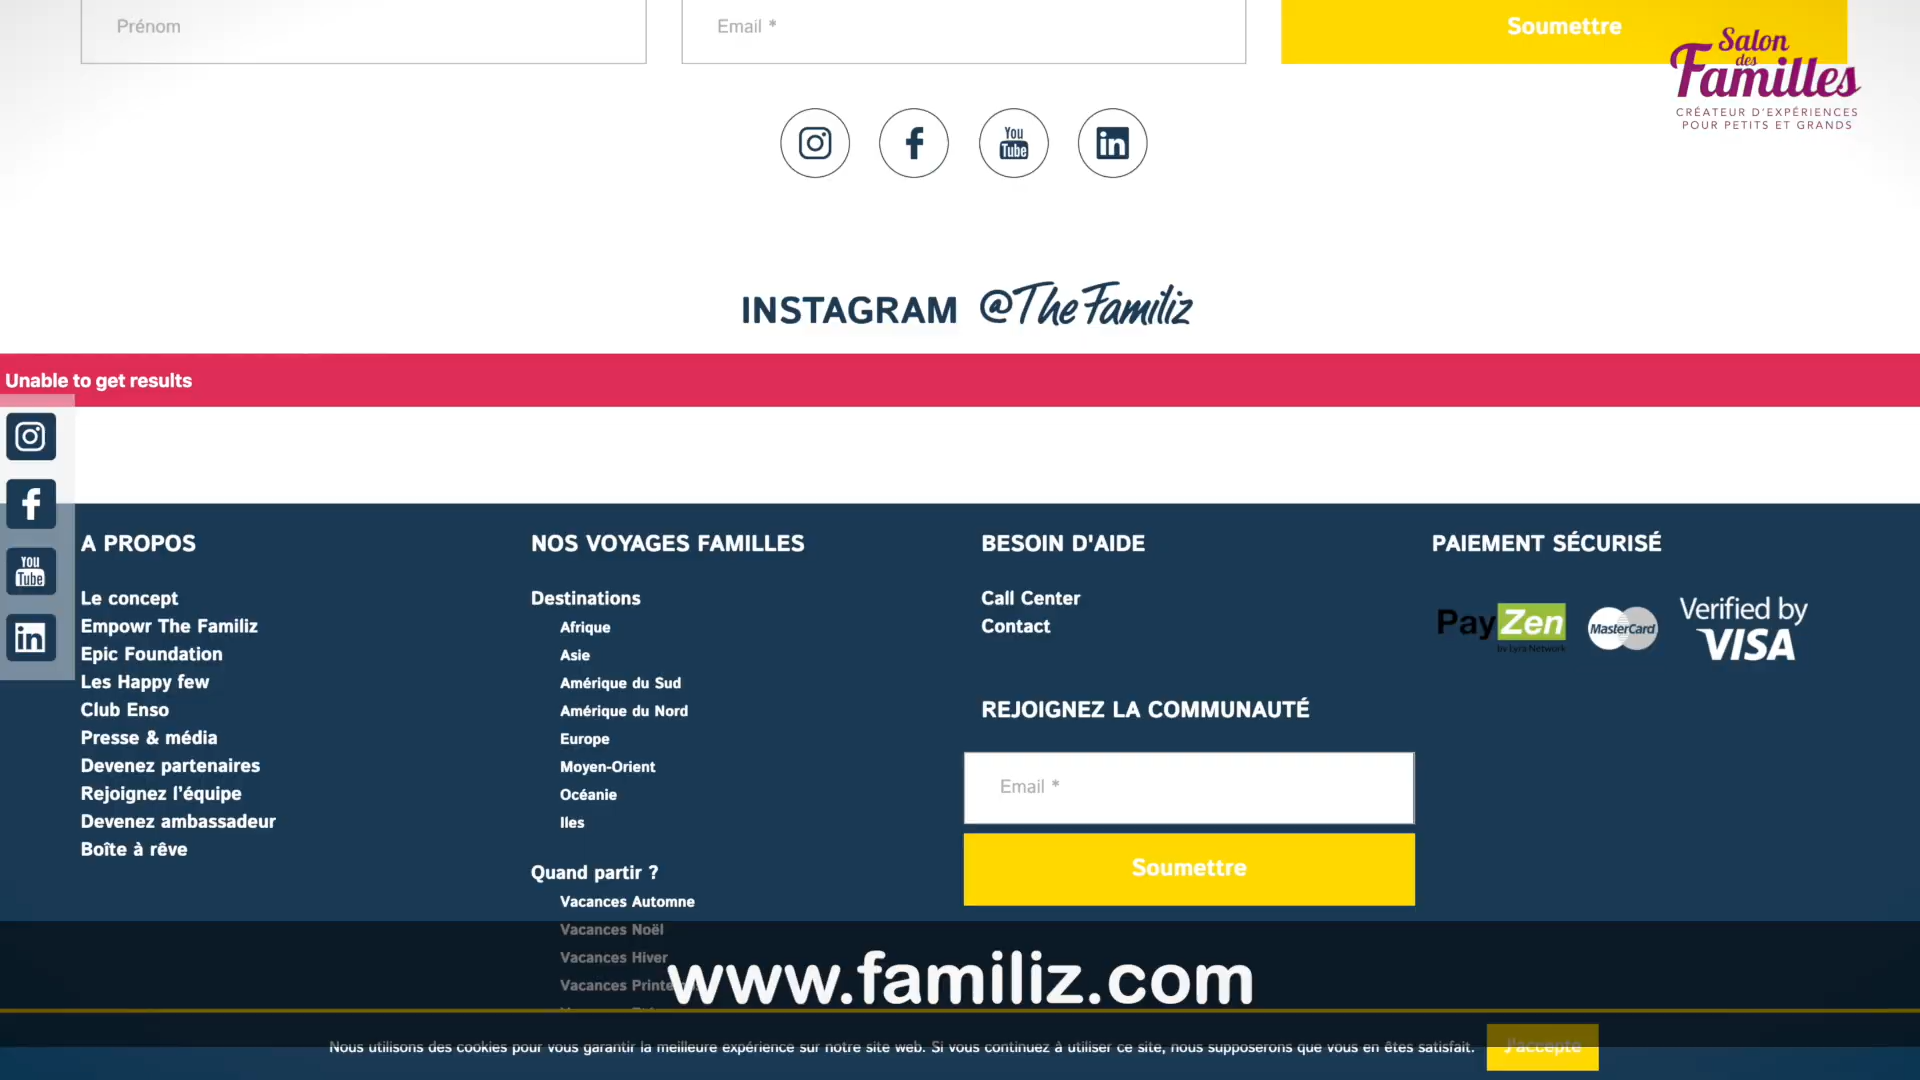 Prénom
Email *
Soumettre
Salon
des
Familles
CRÉATEUR D'EXPÉRIENCES
POUR PETITS ET GRANDS
You
Tube
in
INSTAGRAM @TheFamiliz
Unable to get results
You
Tube
in
A PROPOS
Le concept
Empowr The Familiz
Epic Foundation
Les Happy few
Club Enso
Presse & média
Devenez partenaires
Rejoignez l'équipe
Devenez ambassadeur
Boîte à rêve
NOS VOYAGES FAMILLES
Destinations
Afrique
Asie
Amérique du Sud
Amérique du Nord
Europe
Moyen-Orient
Océanie
Iles
Quand partir ?
Vacances Automne
Vacances Noël
Vacances Hiver
Vacances
BESOIN D'AIDE
Call Center
Contact
REJOIGNEZ LA COMMUNAUTÉ
Email *
Soumettre
PAIEMENT SÉCURISÉ
PayZen
by Lyra Network
MasterCard
Verified by
VISA
www.familiz.com
Nous utilisons des cookies pour vous garantir la meilleure expérience sur notre site web. Si vous continuez à utiliser ce site, nous supposerons que vous en êtes satisfait.
J'accepte